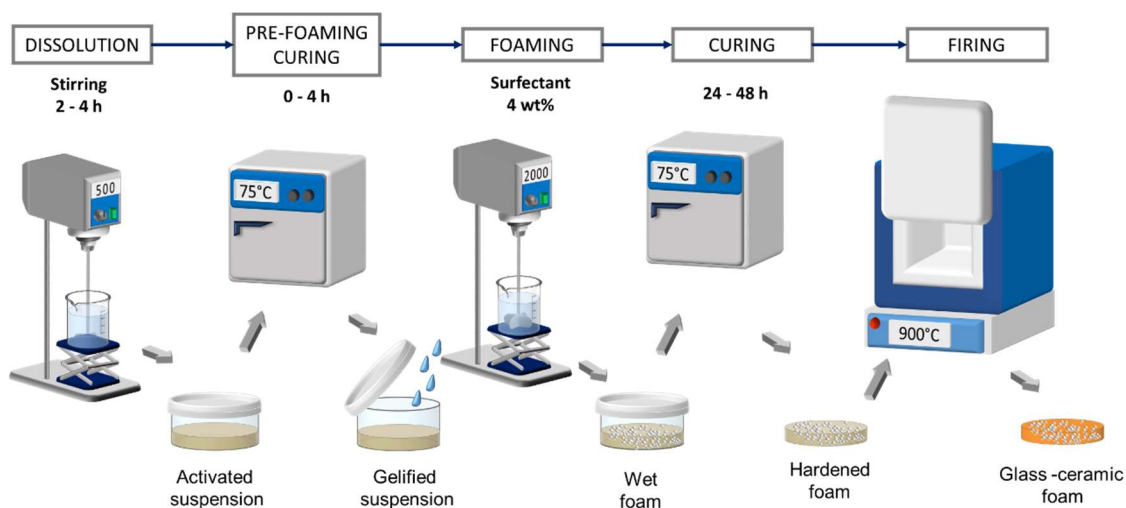 DISSOLUTION
PRE-FOAMING
CURING
FOAMING
CURING
FIRING
Stirring
2 - 4 h
0 - 4 h
Surfectant
4 wt%
24 - 48 h
500
75°C
2000
75°C
900°C
Activated
suspension
Gelified
suspension
Wet
foam
Hardened
foam
Glass -ceramic
foam